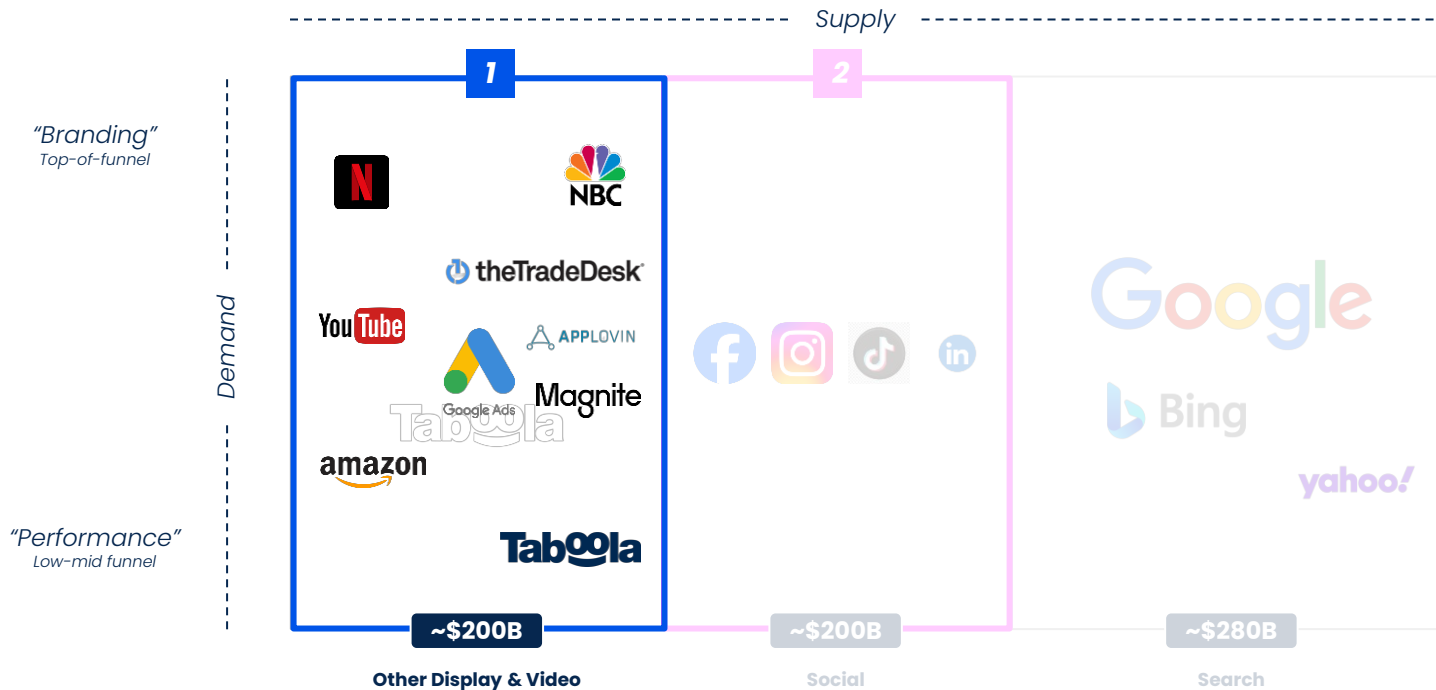 Supply
1
2
“Branding”
Top-of-funnel
N
NBC
theTradeDesk
Google
YouTube
APPLOVIN
Demand
in
Magnite
Google Ads
Taboola
Bing
amazon
yahoo!
“Performance”
Low-mid funnel
Taboola
~$200B
~$200B
~$280B
Other Display & Video
Social
Search